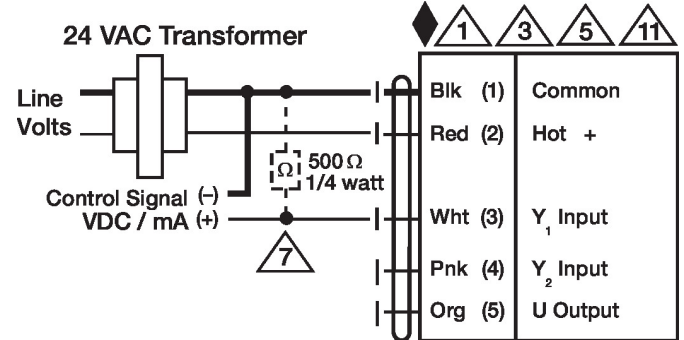 24 VAC Transformer
1 3 5 11
Line
Volts
Blk (1) Common
Red (2) Hot +
Ω 500 Ω
1/4 watt
Control Signal (–)
VDC / mA (+)
Wht (3) Y1 Input
7
Pnk (4) Y2 Input
Org (5) U Output